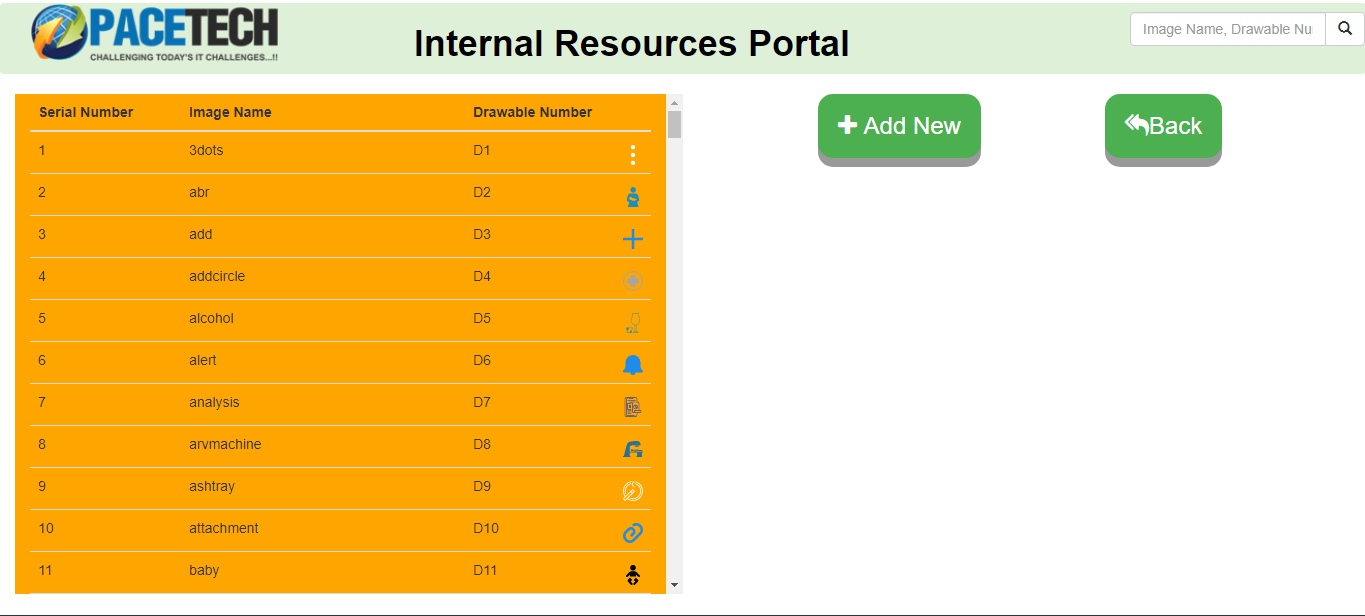 PACETECH
CHALLENGING TODAY'S IT CHALLENGES...!!
Internal Resources Portal
Image Name, Drawable Nu
Serial Number Image Name Drawable Number
1 3dots D1
2 abr D2
3 add D3
4 addcircle D4
5 alcohol D5
6 alert D6
7 analysis D7
8 arvmachine D8
9 ashtray D9
10 attachment D10
11 baby D11
Add New
Back